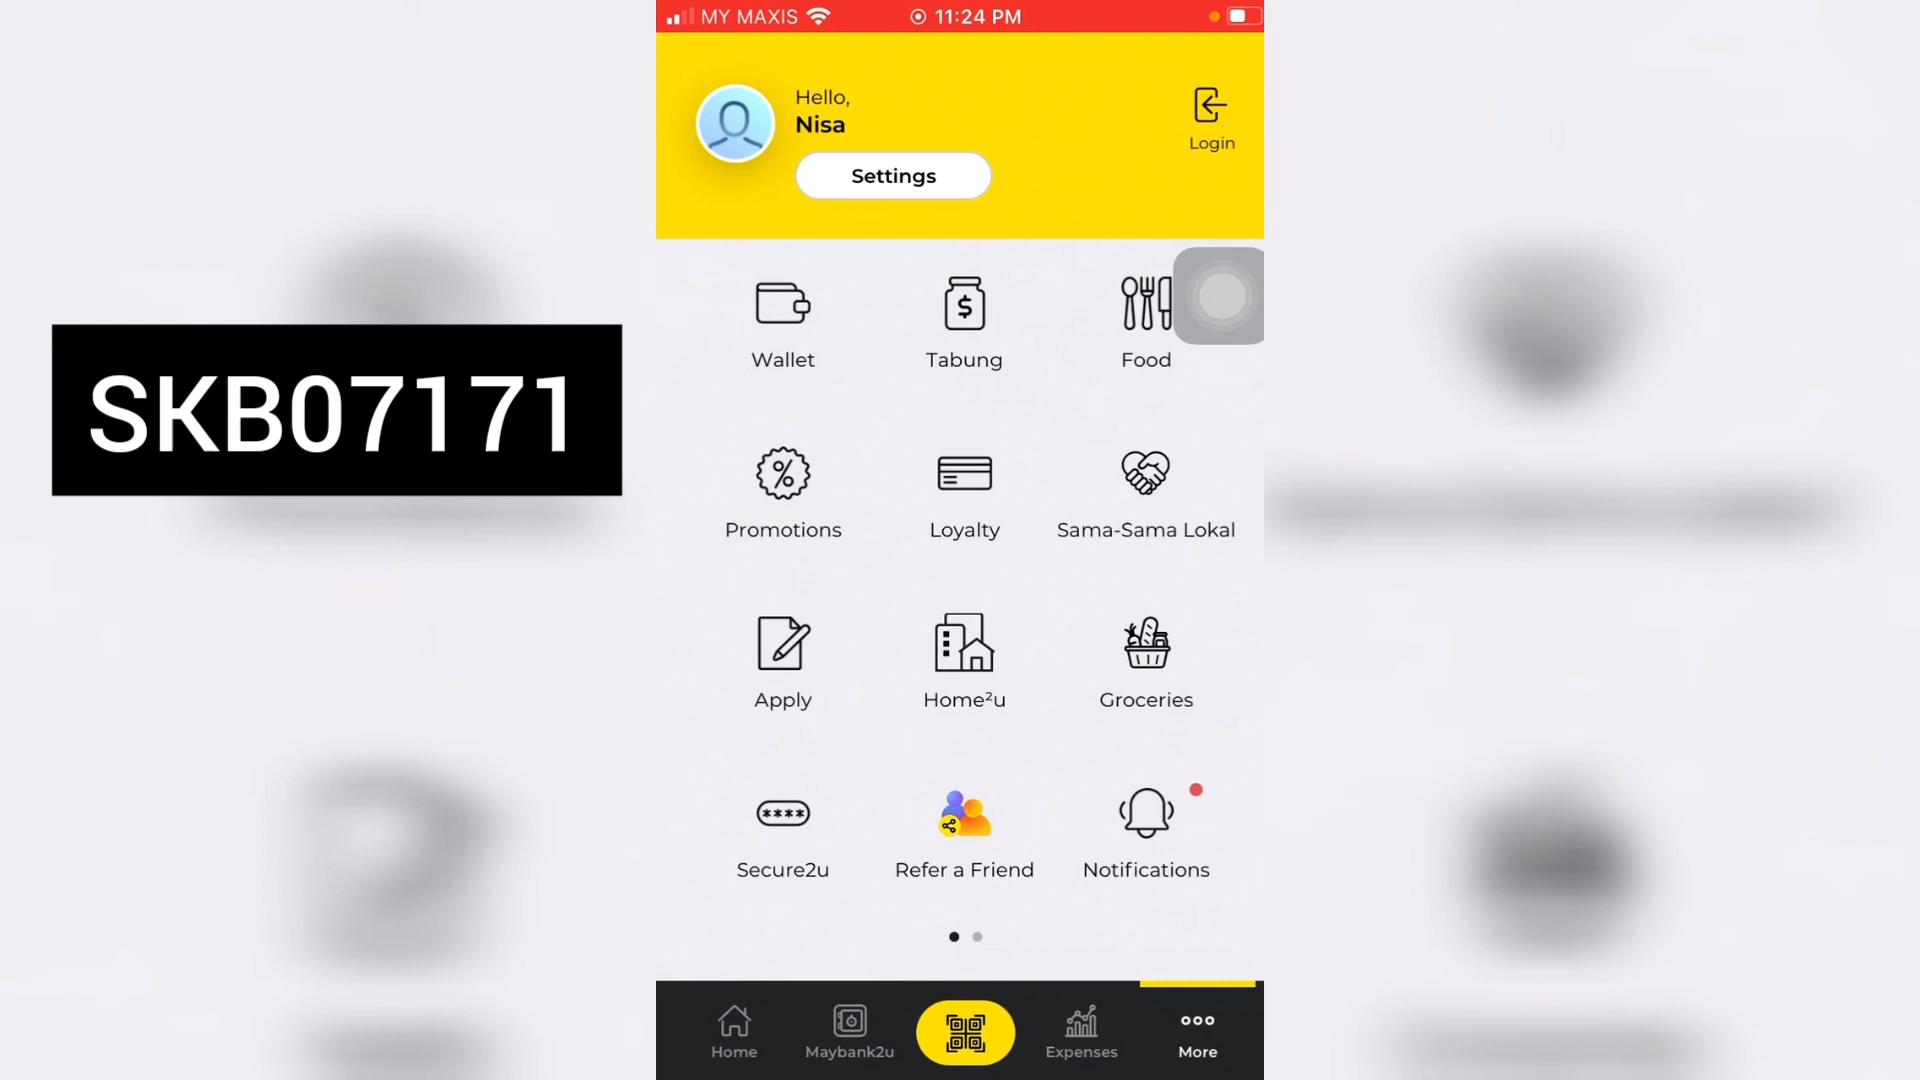 MY MAXIS 11:24 PM
Hello,
Nisa
Settings
Login
SKB07171
Wallet Tabung Food
Promotions Loyalty Sama-Sama Lokal
Apply Home²u Groceries
****
Secure2u Refer a Friend Notifications
Home Maybank2u Expenses More